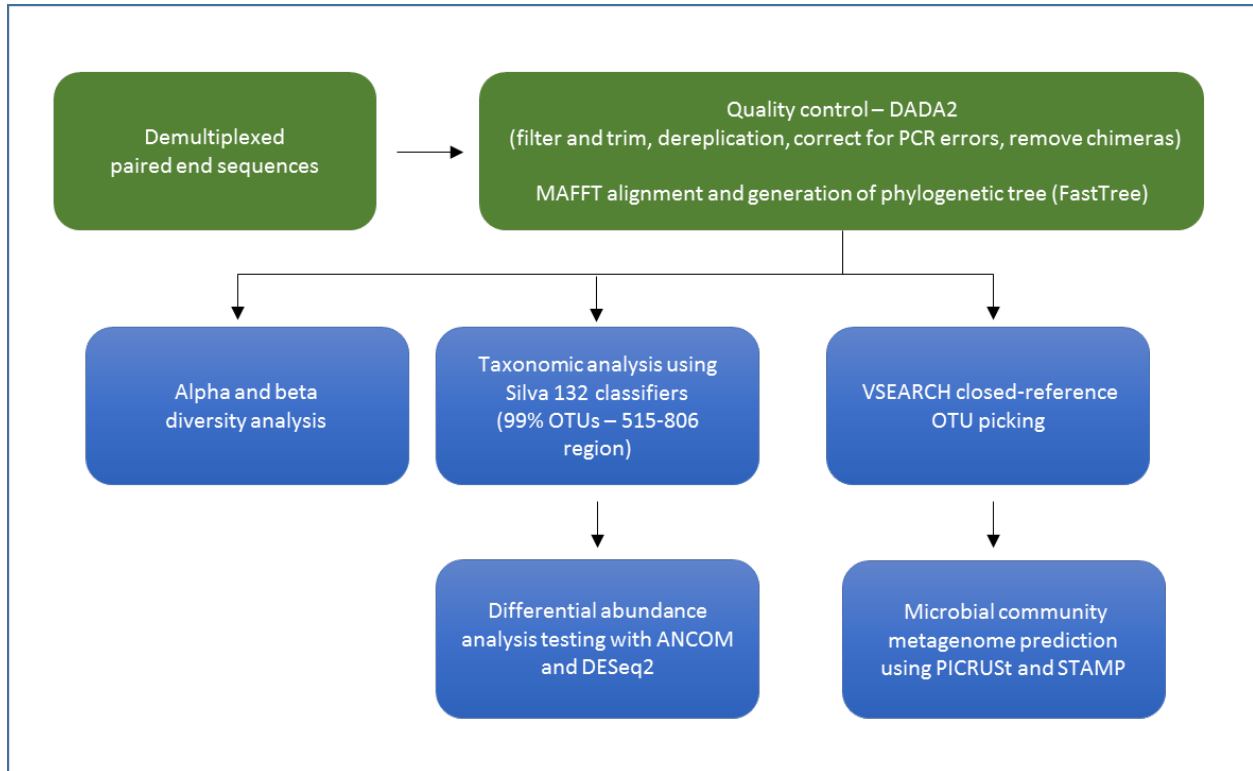 Demultiplexed
paired end sequences
Quality control – DADA2
(filter and trim, dereplication, correct for PCR errors, remove chimeras)
MAFFT alignment and generation of phylogenetic tree (FastTree)
Alpha and beta
diversity analysis
Taxonomic analysis using
Silva 132 classifiers
(99% OTUs – 515-806
region)
VSEARCH closed-reference
OTU picking
Differential abundance
analysis testing with ANCOM
and DESeq2
Microbial community
metagenome prediction
using PICRUSt and STAMP